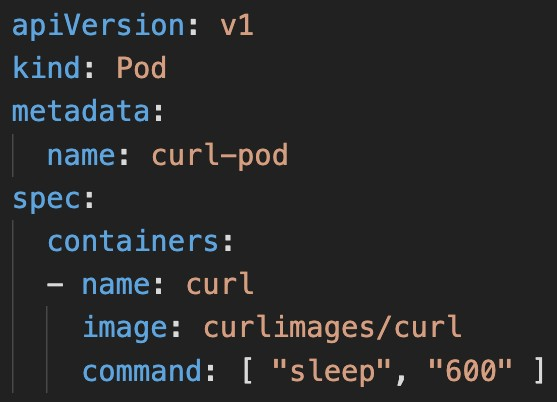 apiVersion: v1
kind: Pod
metadata:
  name: curl-pod
spec:
  containers:
  - name: curl
    image: curlimages/curl
    command: [ "sleep", "600" ]